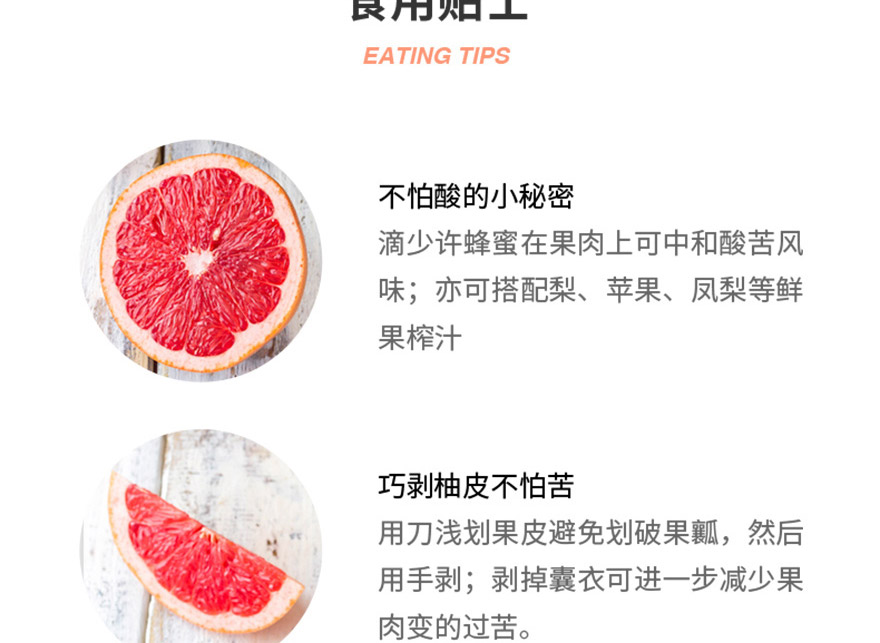 食用贴士
EATING TIPS
不怕酸的小秘密
滴少许蜂蜜在果肉上可中和酸苦风
味；亦可搭配梨、苹果、凤梨等鲜
果榨汁
巧剥柚皮不怕苦
用刀浅划果皮避免划破果瓤，然后
用手剥；剥掉囊衣可进一步减少果
肉变的过苦。